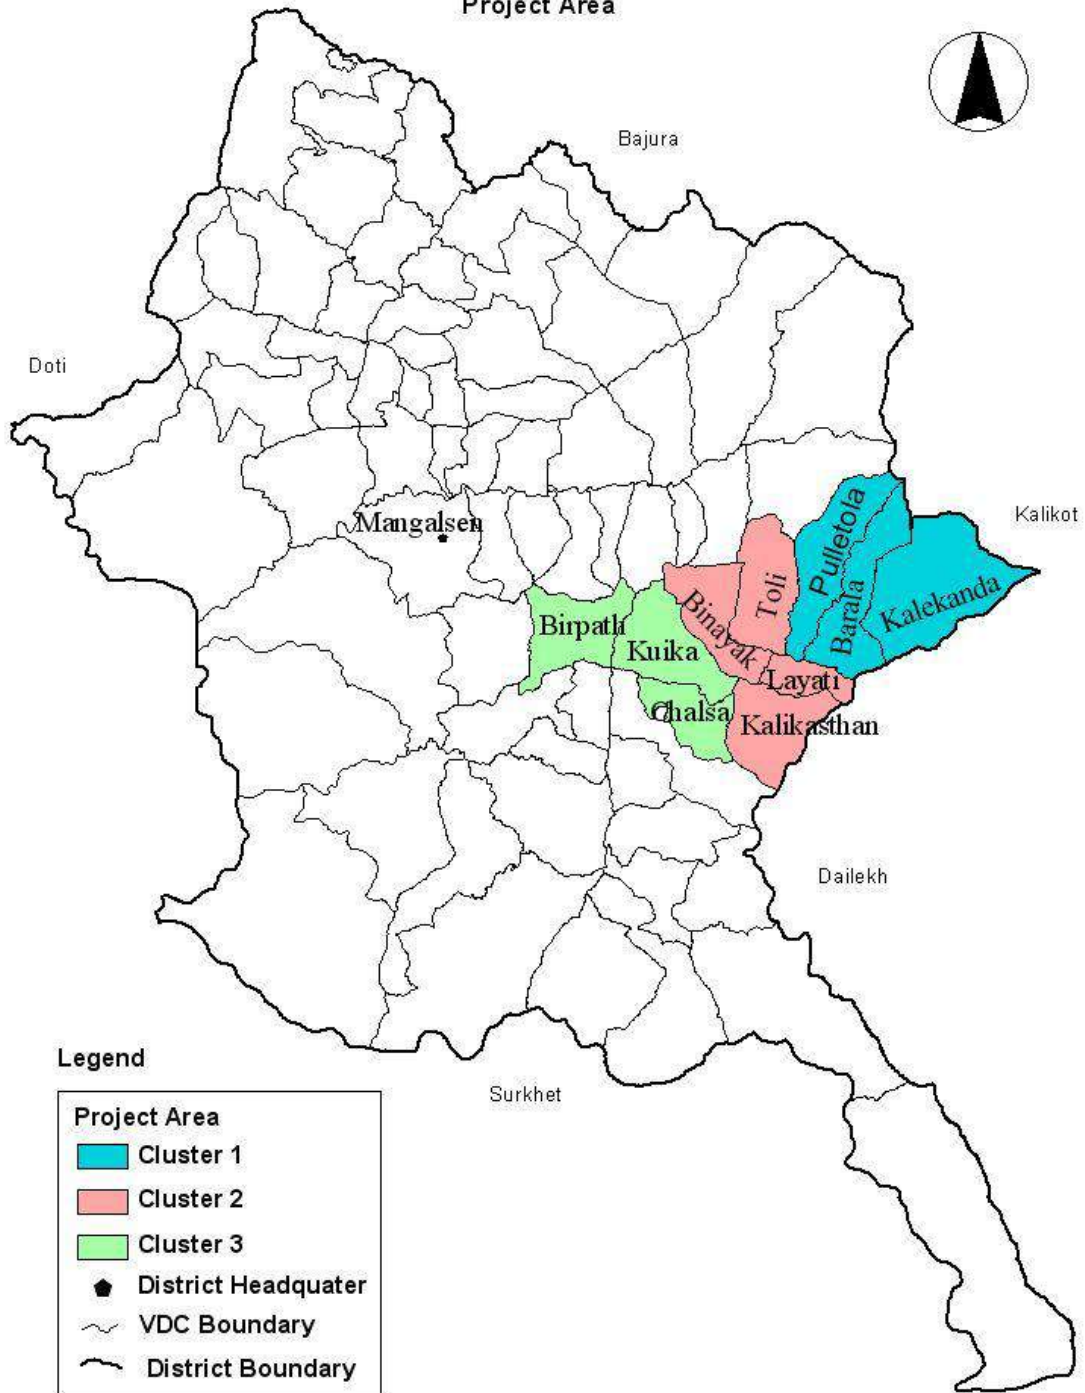 Project Area
Bajura
Doti
Kalikot
Mangalsen
Pulletola
Toli
Barala
Kalekanda
Binayak
Birpath
Kuika
Layati
Chalsa
Kalikasthan
Dailekh
Surkhet
Legend
Project Area
Cluster 1
Cluster 2
Cluster 3
District Headquater
VDC Boundary
District Boundary